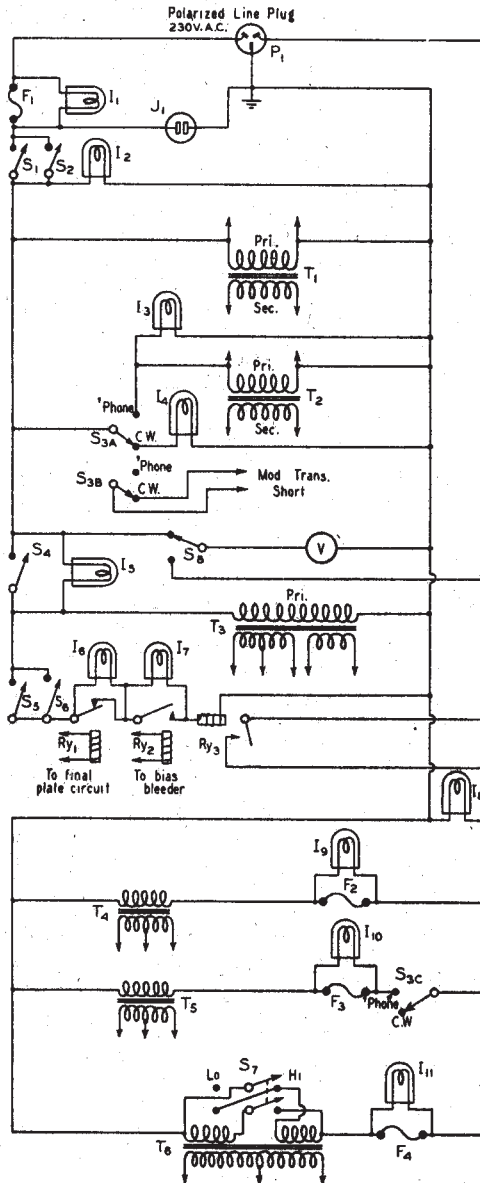 Polarized Line Plug
230V.A.C.
P1
F1
I1
J1
S1
S2
I2
Pri.
T1
Sec.
I3
Pri.
T2
'Phone
I4
Sec.
S3A
C.W.
'Phone
S3B
C.W.
Mod Trans.
Short
S4
I5
S8
V
Pri.
T3
I6
I7
S5
S6
Ry1
Ry2
Ry3
To final
plate circuit
To bias
bleeder
I9
F2
T4
I10
S3C
F3
'Phone
T5
C.W
Lo
S7
Hi
I11
T6
F4